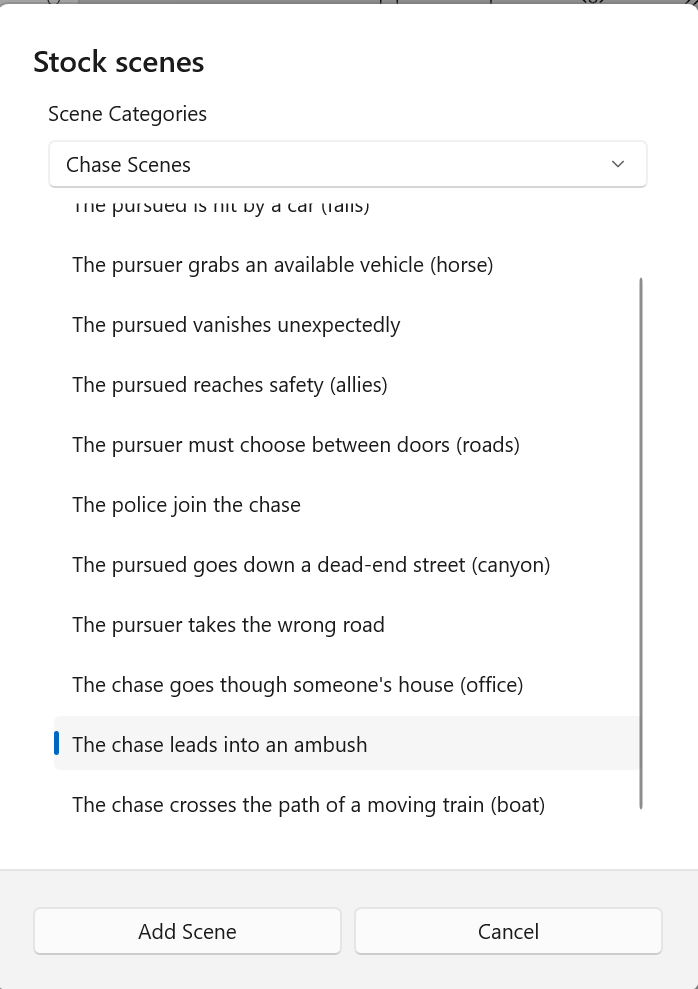 Stock scenes
Scene Categories
Chase Scenes
The pursued is hit by a car (falls)
The pursuer grabs an available vehicle (horse)
The pursued vanishes unexpectedly
The pursued reaches safety (allies)
The pursuer must choose between doors (roads)
The police join the chase
The pursued goes down a dead-end street (canyon)
The pursuer takes the wrong road
The chase goes though someone's house (office)
The chase leads into an ambush
The chase crosses the path of a moving train (boat)
Add Scene
Cancel